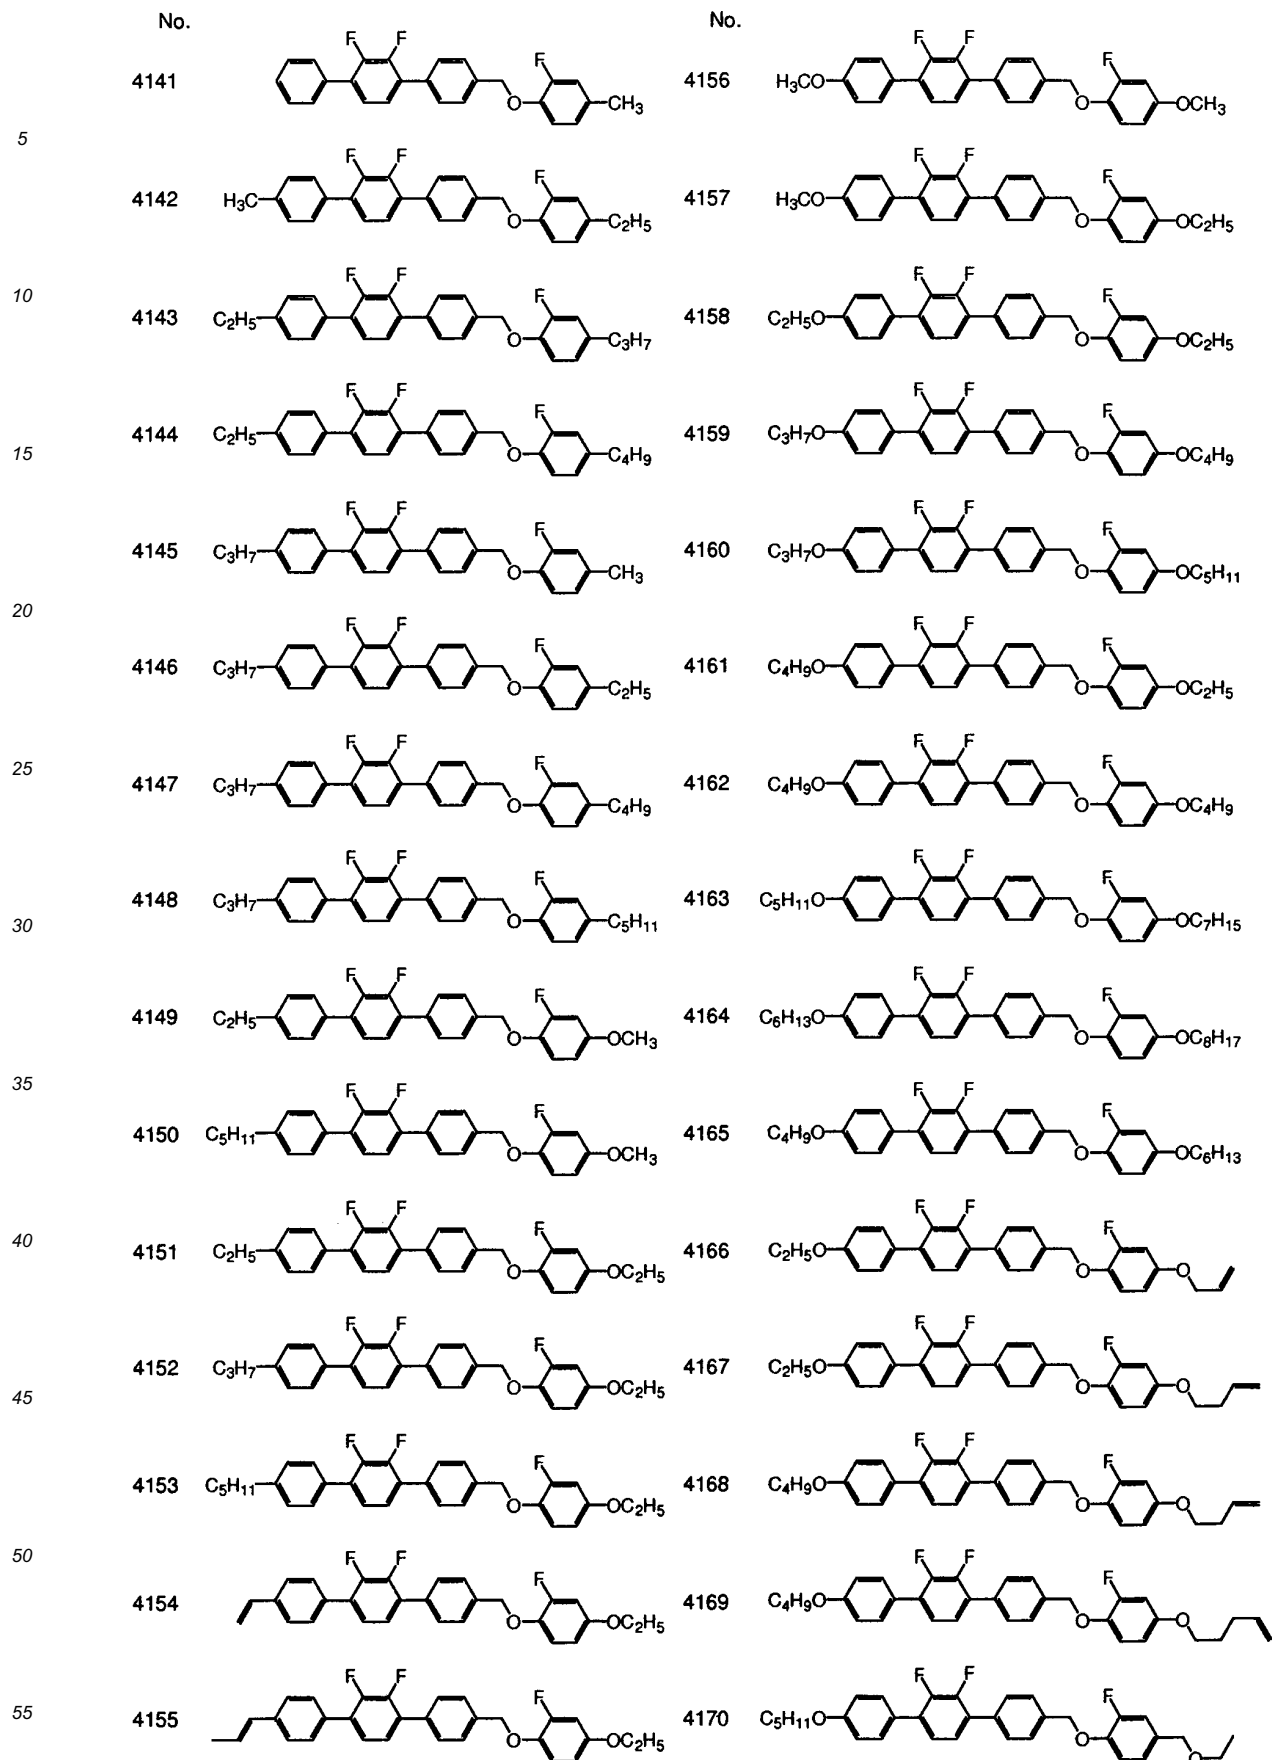 No. No.
F F F
4141 O CH3 4156 H3CO F F F O OCH3
5
4142 H3C F F F O C2H5 4157 H3CO F F F O OC2H5
10
4143 C2H5 F F F O C3H7 4158 C2H5O F F F O OC2H5
4144 C2H5 F F F O C4H9 4159 C3H7O F F F O OC4H9
15
4145 C3H7 F F F O CH3 4160 C3H7O F F F O OC5H11
20
4146 C3H7 F F F O C2H5 4161 C4H9O F F F O OC2H5
25
4147 C3H7 F F F O C4H9 4162 C4H9O F F F O OC4H9
4148 C3H7 F F F O C5H11 4163 C5H11O F F F O OC7H15
30
4149 C2H5 F F F O OCH3 4164 C6H13O F F F O OC8H17
35
4150 C5H11 F F F O OCH3 4165 C4H9O F F F O OC6H13
40
4151 C2H5 F F F O OC2H5 4166 C2H5O F F F O O
4152 C3H7 F F F O OC2H5 4167 C2H5O F F F O O
45
4153 C5H11 F F F O OC2H5 4168 C4H9O F F F O O
50
4154 F F F O OC2H5 4169 C4H9O F F F O O
55
4155 F F F O OC2H5 4170 C5H11O F F F O O